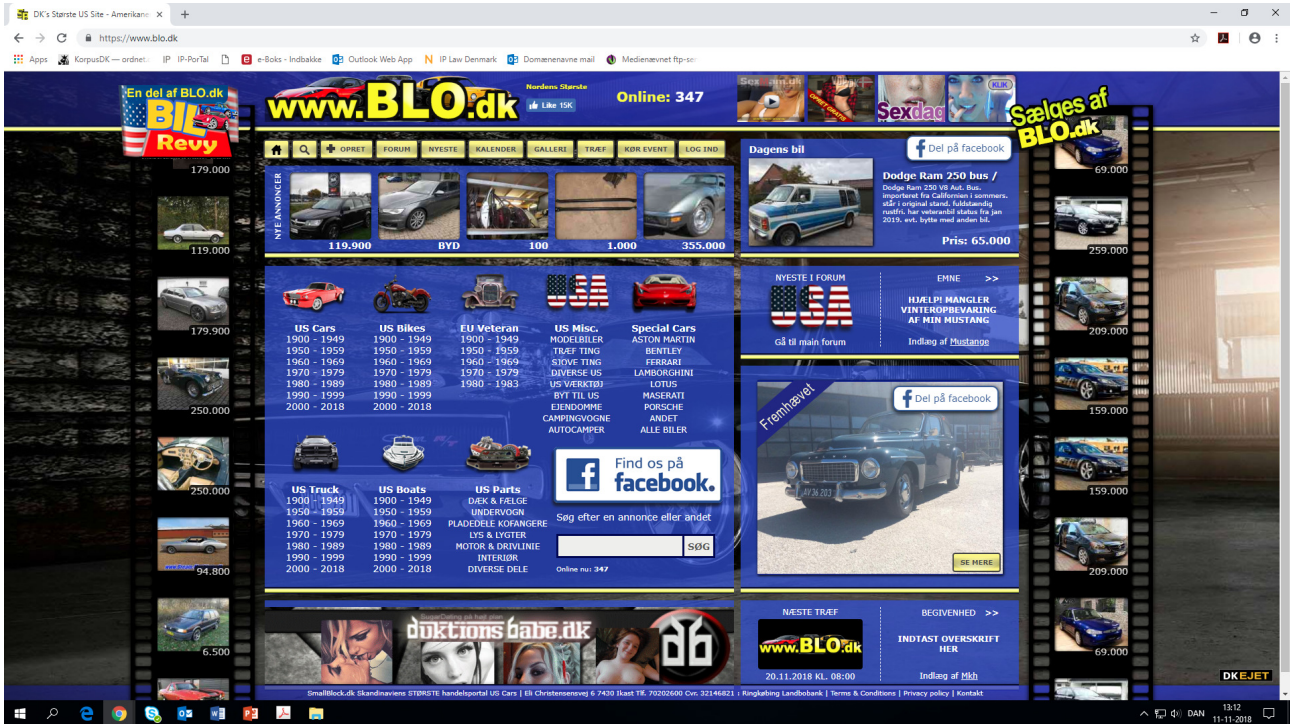 DK's Største US Site - Amerikane
https://www.blo.dk
Apps
KorpusDK — ordnet.
IP IP-PorTal
e-Boks - Indbakke
Outlook Web App
N IP Law Denmark
Domænenavne mail
Medienævnet ftp-ser
En del af BLO.dk
BIL
Revy
www.BLO.dk
Nordens Største
Like 15K
Online: 347
Sexdag
OPRET GRATIS
KLIK
Sælges af
BLO.dk
OPRET
FORUM
NYESTE
KALENDER
GALLERI
TRÆF
KØR EVENT
LOG IND
NYE ANNONCER
119.900
BYD
100
1.000
355.000
Dagens bil
Del på facebook
Dodge Ram 250 bus /
Dodge Ram 250 V8 Aut. Bus.
importeret fra Californien i sommers.
står i original stand. fuldstændig
rustfri. har veteranbil status fra jan
2019. evt. bytte med anden bil.
Pris: 65.000
179.000
119.000
179.900
250.000
250.000
94.800
6.500
US Cars
1900 - 1949
1950 - 1959
1960 - 1969
1970 - 1979
1980 - 1989
1990 - 1999
2000 - 2018
US Bikes
1900 - 1949
1950 - 1959
1960 - 1969
1970 - 1979
1980 - 1989
1990 - 1999
2000 - 2018
EU Veteran
1900 - 1949
1950 - 1959
1960 - 1969
1970 - 1979
1980 - 1983
USA
US Misc.
MODELBILER
TRÆF TING
SJOVE TING
DIVERSE US
US VÆRKTØJ
BYT TIL US
EJENDOMME
CAMPINGVOGNE
AUTOCAMPER
Special Cars
ASTON MARTIN
BENTLEY
FERRARI
LAMBORGHINI
LOTUS
MASERATI
PORSCHE
ANDET
ALLE BILER
US Truck
1900 - 1949
1950 - 1959
1960 - 1969
1970 - 1979
1980 - 1989
1990 - 1999
2000 - 2018
US Boats
1900 - 1949
1950 - 1959
1960 - 1969
1970 - 1979
1980 - 1989
1990 - 1999
2000 - 2018
US Parts
DÆK & FÆLGE
UNDERVOGN
PLADEDELE KOFANGERE
LYS & LYGTER
MOTOR & DRIVLINIE
INTERIØR
DIVERSE DELE
Find os på
facebook.
Søg efter en annonce eller andet
SØG
Online nu: 347
NYESTE I FORUM
USA
Gå til main forum
EMNE >>
HJÆLP! MANGLER
VINTEROPBEVARING
AF MIN MUSTANG
Indlæg af Mustange
Fremhævet
Del på facebook
AV 36 203
SE MERE
69.000
259.000
209.000
159.000
159.000
209.000
69.000
SugarDating på højt plan
duktions babe.dk
NÆSTE TRÆF
www.BLO.dk
20.11.2018 KL. 08:00
BEGIVENHED >>
INDTAST OVERSKRIFT
HER
Indlæg af Mkh
DKEJET
SmallBlock.dk Skandinaviens STØRSTE handelsportal US Cars | Eli Christensensvej 6 7430 Ikast Tlf. 70202600 Cvr. 32146821 : Ringkøbing Landbobank | Terms & Conditions | Privacy policy | Kontakt
DAN
13:12
11-11-2018